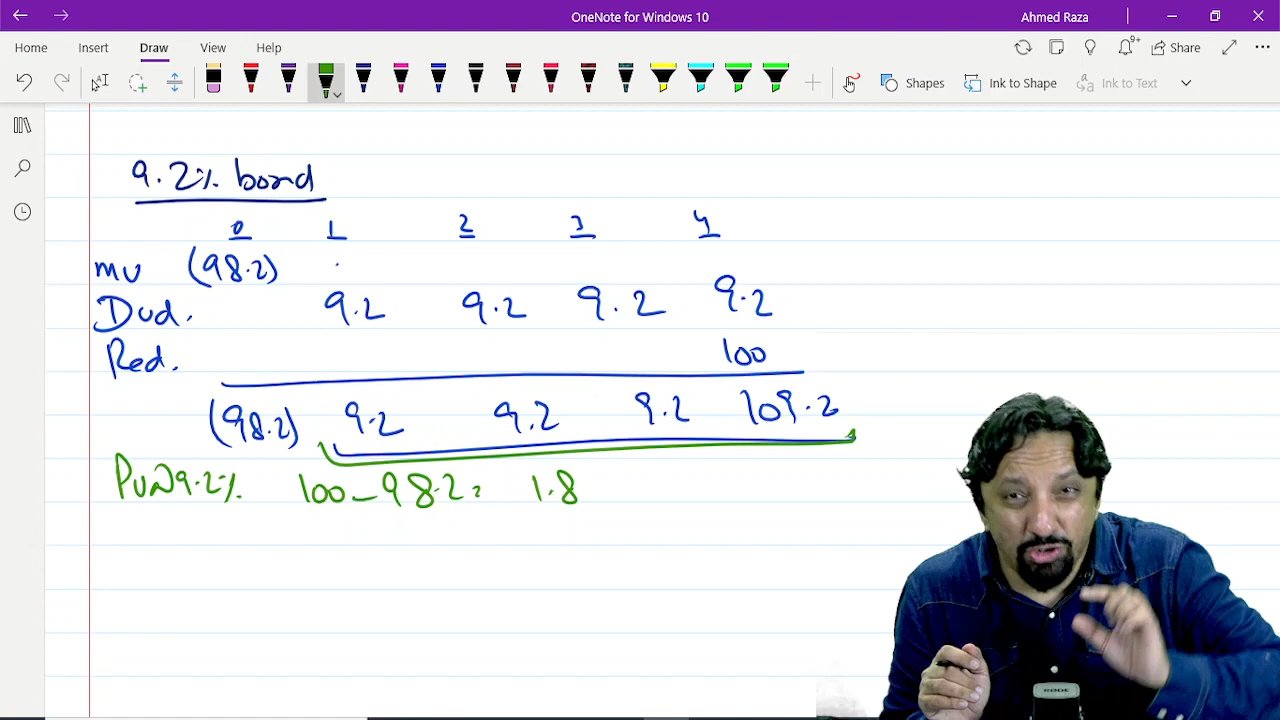 OneNote for Windows 10
Ahmed Raza
Home Insert Draw View Help
9+ Share
Shapes Ink to Shape Ink to Text
9.2% bond
0 1 2 3 4
mv (98.2)
Dud. 9.2 9.2 9.2 9.2
Red. 100
(98.2) 9.2 9.2 9.2 109.2
Pv@9.2% 100-98.2= 1.8
RODE